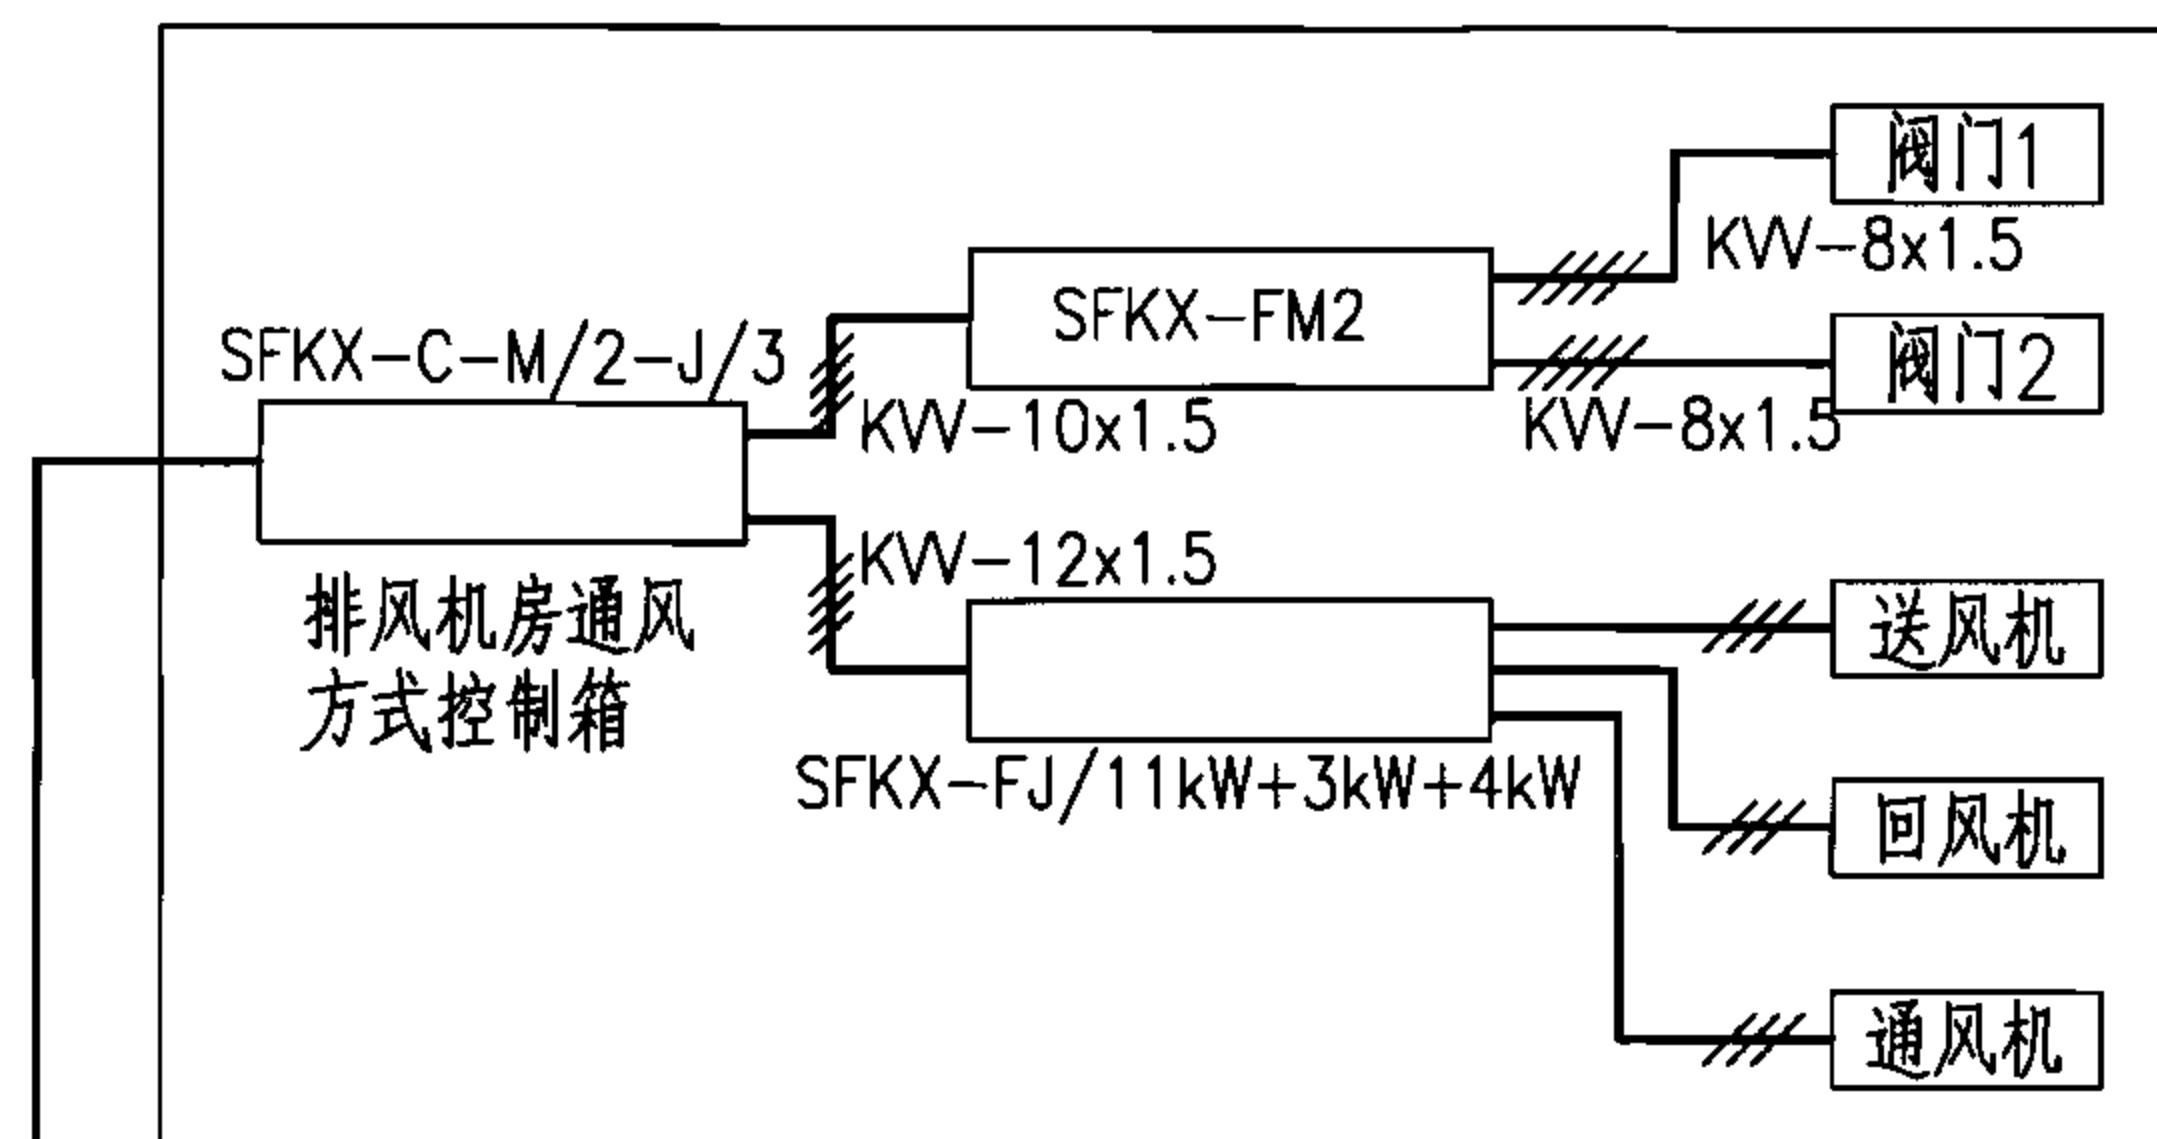 阀门1
KVV-8x1.5
SFKX-FM2
阀门2
KVV-8x1.5
SFKX-C-M/2-J/3
KVV-10x1.5
KVV-12x1.5
排风机房通风
方式控制箱
送风机
SFKX-FJ/11kW+3kW+4kW
回风机
通风机